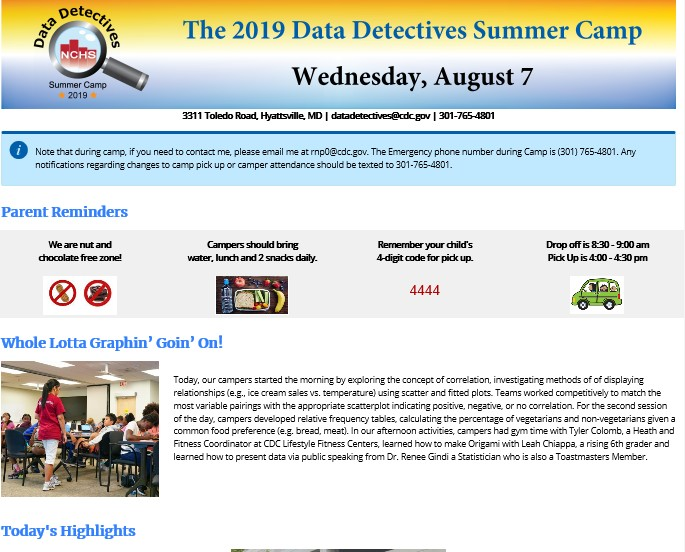 Data Detectives
NCHS
Summer Camp
2019
The 2019 Data Detectives Summer Camp
Wednesday, August 7
3311 Toledo Road, Hyattsville, MD | datadetectives@cdc.gov | 301-765-4801
i
Note that during camp, if you need to contact me, please email me at rnp0@cdc.gov. The Emergency phone number during Camp is (301) 765-4801. Any
notifications regarding changes to camp pick up or camper attendance should be texted to 301-765-4801.
Parent Reminders
We are nut and
chocolate free zone!
Campers should bring
water, lunch and 2 snacks daily.
Remember your child's
4-digit code for pick up.
4444
Drop off is 8:30 - 9:00 am
Pick Up is 4:00 - 4:30 pm
Whole Lotta Graphin’ Goin’ On!
Today, our campers started the morning by exploring the concept of correlation, investigating methods of of displaying
relationships (e.g., ice cream sales vs. temperature) using scatter and fitted plots. Teams worked competitively to match the
most variable pairings with the appropriate scatterplot indicating positive, negative, or no correlation. For the second session
of the day, campers developed relative frequency tables, calculating the percentage of vegetarians and non-vegetarians given a
common food preference (e.g. bread, meat). In our afternoon activities, campers had gym time with Tyler Colomb, a Heath and
Fitness Coordinator at CDC Lifestyle Fitness Centers, learned how to make Origami with Leah Chiappa, a rising 6th grader and
learned how to present data via public speaking from Dr. Renee Gindi a Statistician who is also a Toastmasters Member.
Today's Highlights